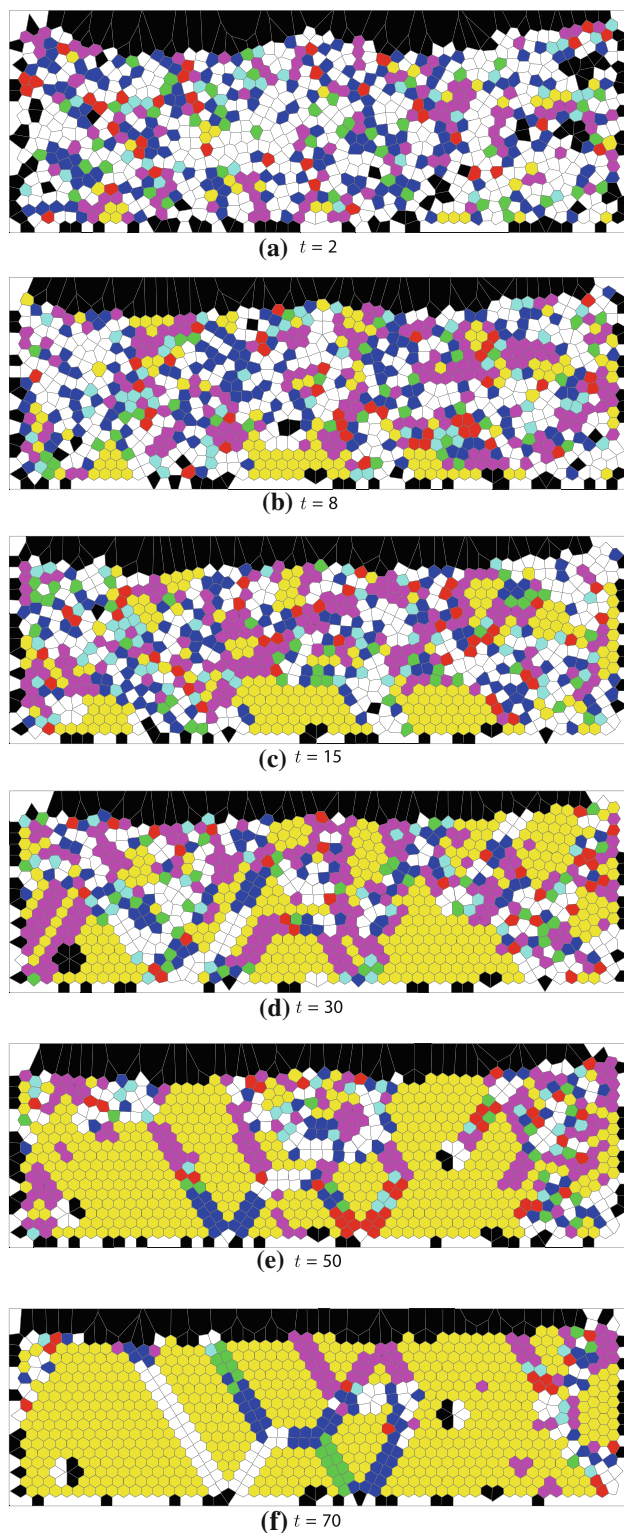 (a) t = 2
(b) t = 8
(c) t = 15
(d) t = 30
(e) t = 50
(f) t = 70